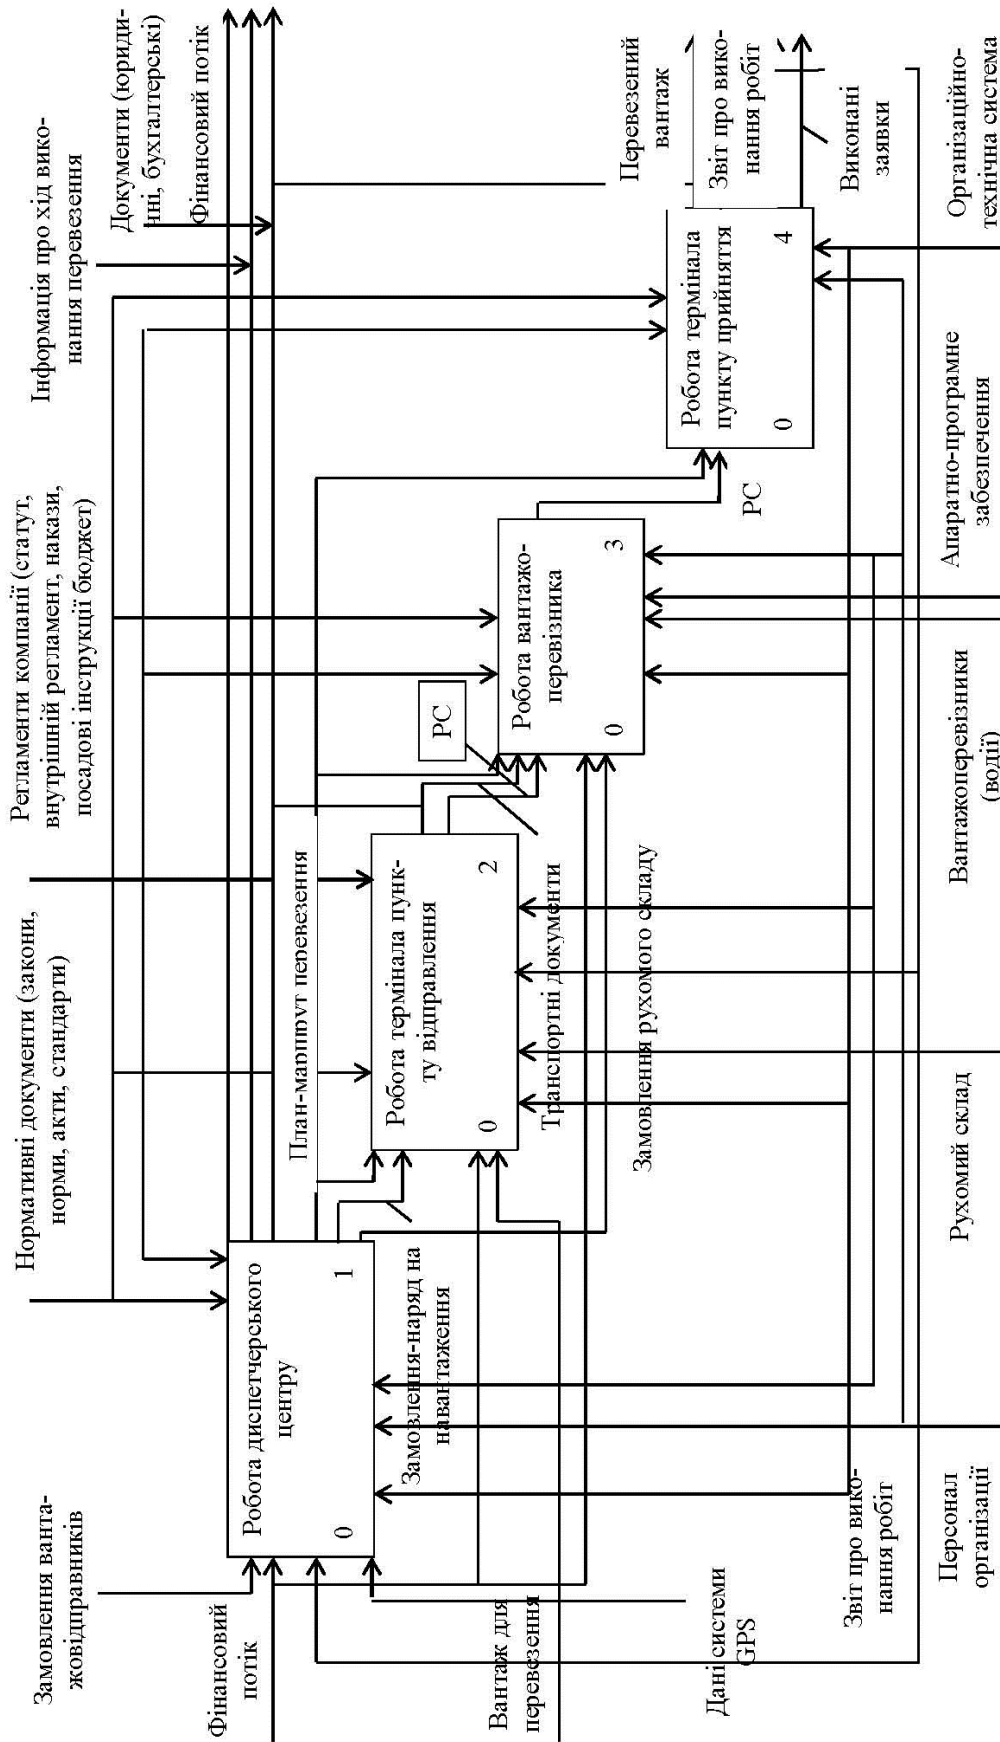 Замовлення ванта-
жовідправників
Нормативні документи (закони,
норми, акти, стандарти)
Регламенти компанії (статут,
внутрішній регламент, накази,
посадові інструкції бюджет)
Інформація про хід вико-
нання перевезення
Документи (юриди-
чні, бухгалтерські)
Фінансовий потік
Фінансовий
потік
Робота диспетчерського
центру
0
1
План-маршрут перевезення
Замовлення-наряд на
навантаження
Робота термінала пунк-
ту відправлення
0
2
РС
Транспортні документи
Замовлення рухомого складу
Робота вантажо-
перевізника
0
3
РС
Робота термінала
пункту прийняття
0
4
Перевезений
вантаж
Звіт про вико-
нання робіт
Виконані
заявки
Вантаж для
перевезення
Дані системи
GPS
Звіт про вико-
нання робіт
Персонал
організації
Рухомий склад
Вантажоперевізники
(водії)
Апаратно-програмне
забезпечення
Організаційно-
технічна система